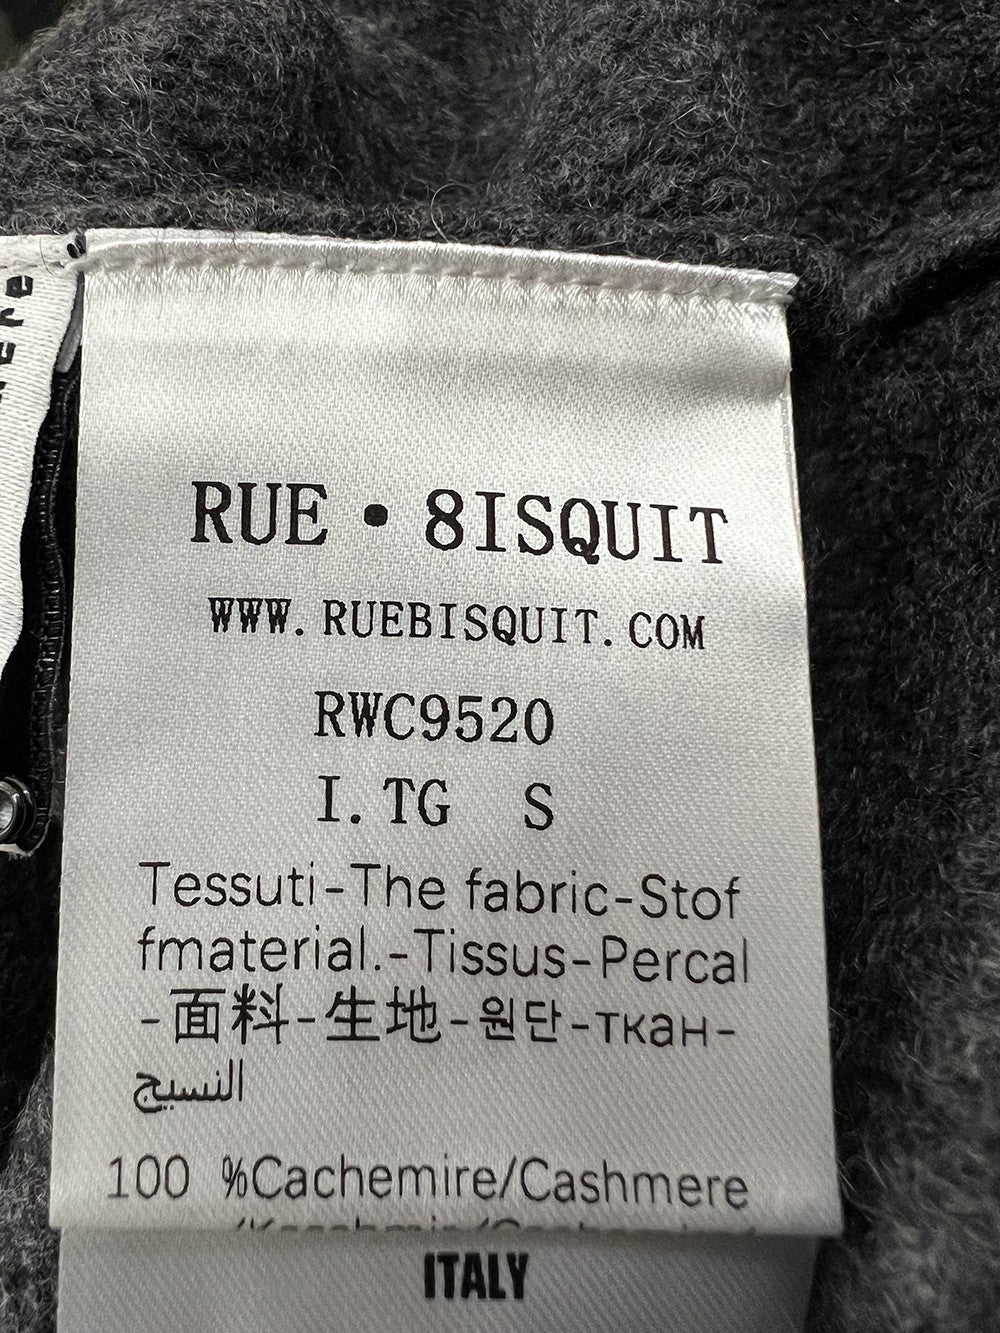 RUE • 8ISQUIT
WWW.RUEBISQUIT.COM
RWC9520
I.TG S
Tessuti-The fabric-Stof
fmaterial.-Tissus-Percal
-面料-生地-원단-ткан-
النسيج
100 %Cachemire/Cashmere
ITALY